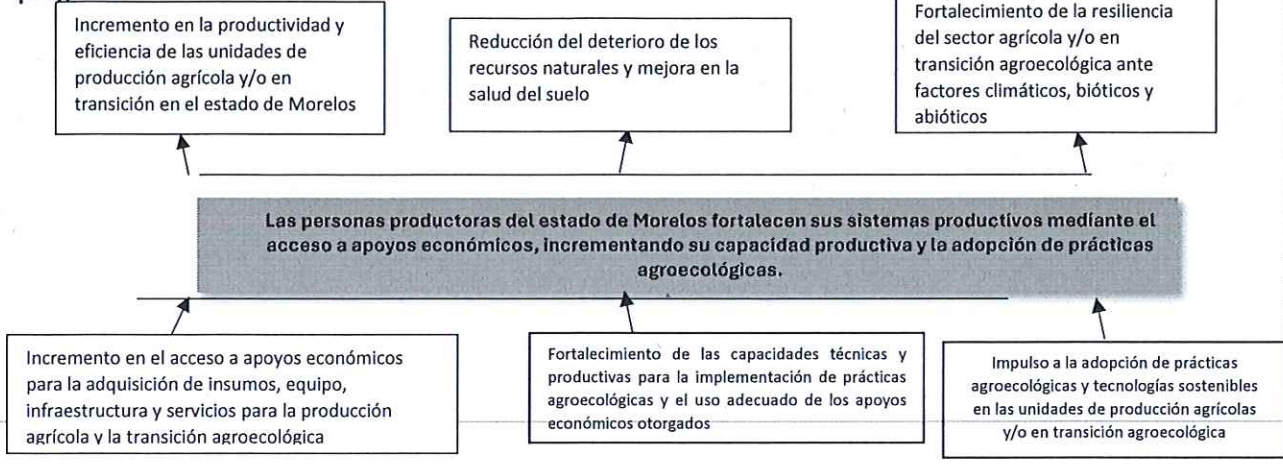 Incremento en la productividad y
eficiencia de las unidades de
producción agrícola y/o en
transición en el estado de Morelos
Reducción del deterioro de los
recursos naturales y mejora en la
salud del suelo
Fortalecimiento de la resiliencia
del sector agrícola y/o en
transición agroecológica ante
factores climáticos, bióticos y
abióticos
Las personas productoras del estado de Morelos fortalecen sus sistemas productivos mediante el
acceso a apoyos económicos, incrementando su capacidad productiva y la adopción de prácticas
agroecológicas.
Incremento en el acceso a apoyos económicos
para la adquisición de insumos, equipo,
infraestructura y servicios para la producción
agrícola y la transición agroecológica
Fortalecimiento de las capacidades técnicas y
productivas para la implementación de prácticas
agroecológicas y el uso adecuado de los apoyos
económicos otorgados
Impulso a la adopción de prácticas
agroecológicas y tecnologías sostenibles
en las unidades de producción agrícolas
y/o en transición agroecológica